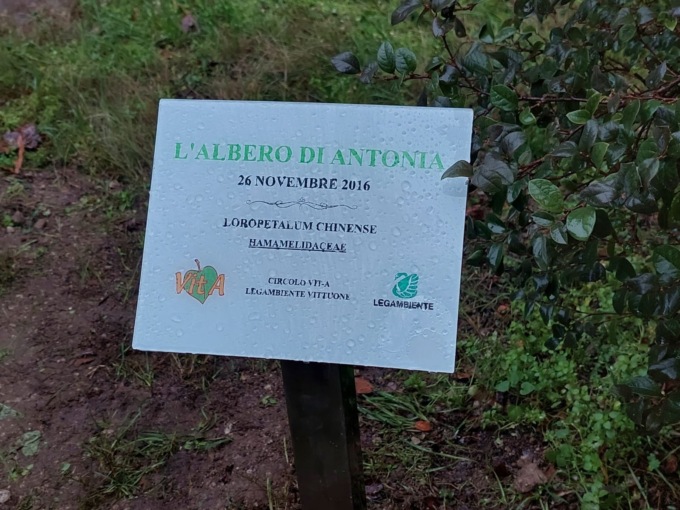 L'ALBERO DI ANTONIA
26 NOVEMBRE 2016
LOROPETALUM CHINENSE
HAMAMELIDACEAE
VitA
CIRCOLO VIT-A
LEGAMBIENTE VITTUONE
LEGAMBIENTE